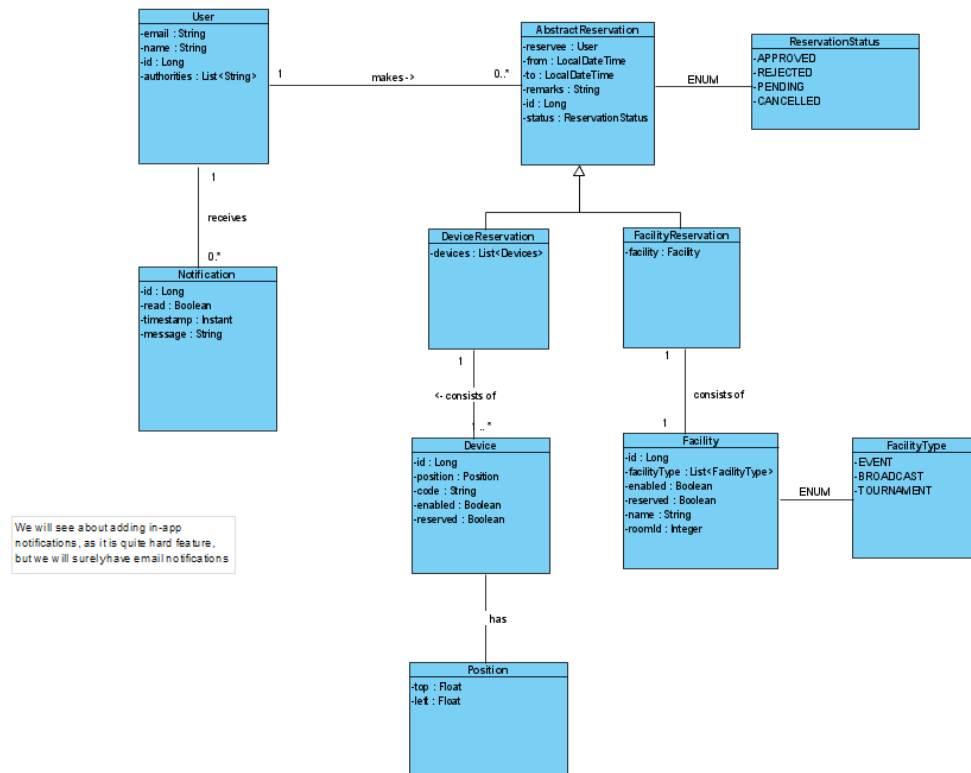 User
-email : String
-name : String
-id : Long
-authorities : List<String>
1
makes ->
0..*
AbstractReservation
-reservee : User
-from : LocalDateTime
-to : LocalDateTime
-remarks : String
-id : Long
-status : ReservationStatus
ENUM
ReservationStatus
-APPROVED
-REJECTED
-PENDING
-CANCELLED
1
receives
0..*
Notification
-id : Long
-read : Boolean
-timestamp : Instant
-message : String
DeviceReservation
-devices : List<Devices>
FacilityReservation
-facility : Facility
1
<- consists of
1..*
1
consists of
1
Device
-id : Long
-position : Position
-code : String
-enabled : Boolean
-reserved : Boolean
Facility
-id : Long
-facilityType : List<FacilityType>
-enabled : Boolean
-reserved : Boolean
-name : String
-roomId : Integer
ENUM
FacilityType
-EVENT
-BROADCAST
-TOURNAMENT
We will see about adding in-app
notifications, as it is quite hard feature,
but we will surelyhave email notifications
has
Position
-top : Float
-left : Float